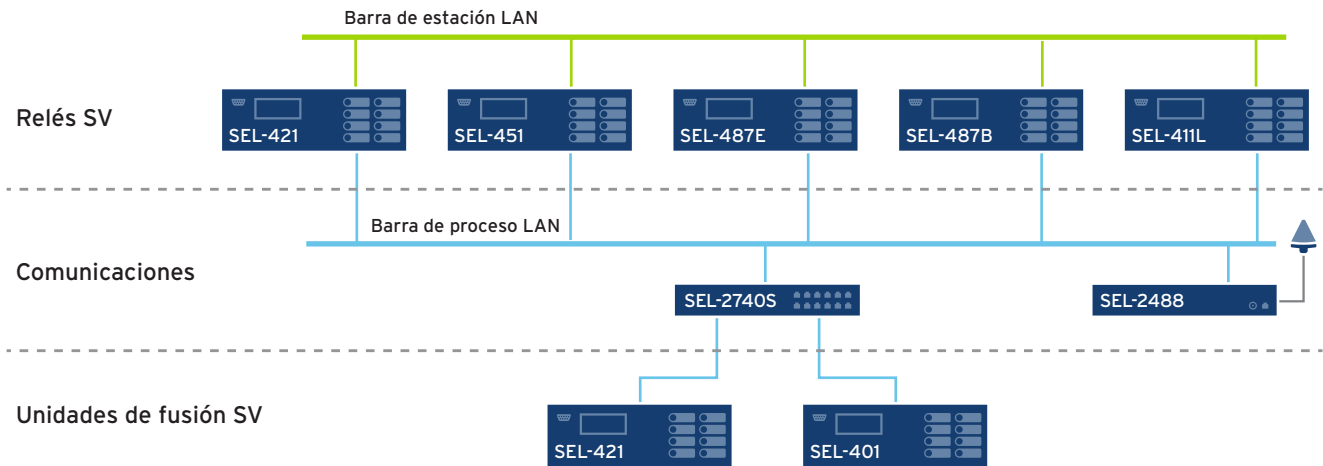 Barra de estación LAN
Relés SV
SEL-421
SEL-451
SEL-487E
SEL-487B
SEL-411L
Barra de proceso LAN
Comunicaciones
SEL-2740S
SEL-2488
Unidades de fusión SV
SEL-421
SEL-401